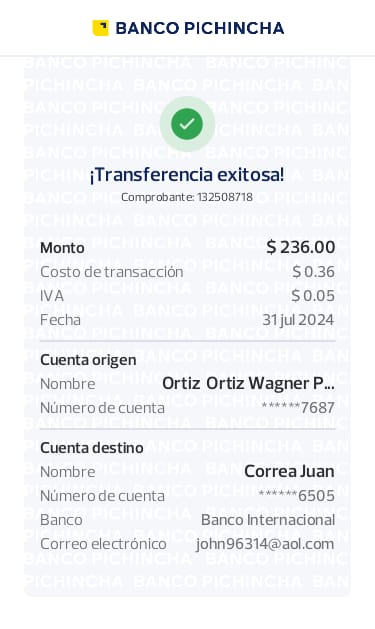 BANCO PICHINCHA
¡Transferencia exitosa!
Comprobante: 132508718
Monto $ 236.00
Costo de transacción $ 0.36
IVA $ 0.05
Fecha 31 jul 2024
Cuenta origen
Nombre Ortiz Ortiz Wagner P...
Número de cuenta ******7687
Cuenta destino
Nombre Correa Juan
Número de cuenta ******6505
Banco Banco Internacional
Correo electrónico john96314@aol.com